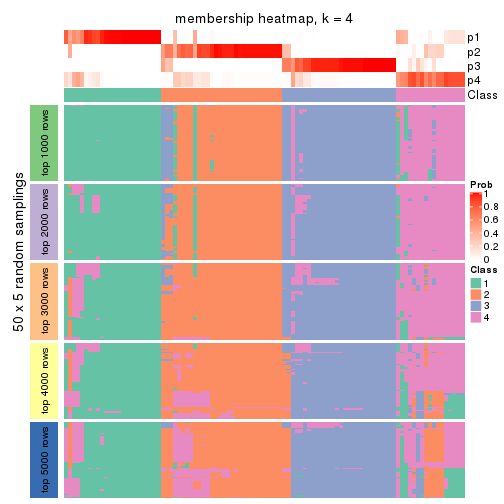 membership heatmap, k = 4
p1
p2
p3
p4
Class
50 x 5 random samplings
top 1000 rows
top 2000 rows
top 3000 rows
top 4000 rows
top 5000 rows
Prob
1
0.8
0.6
0.4
0.2
0
Class
1
2
3
4